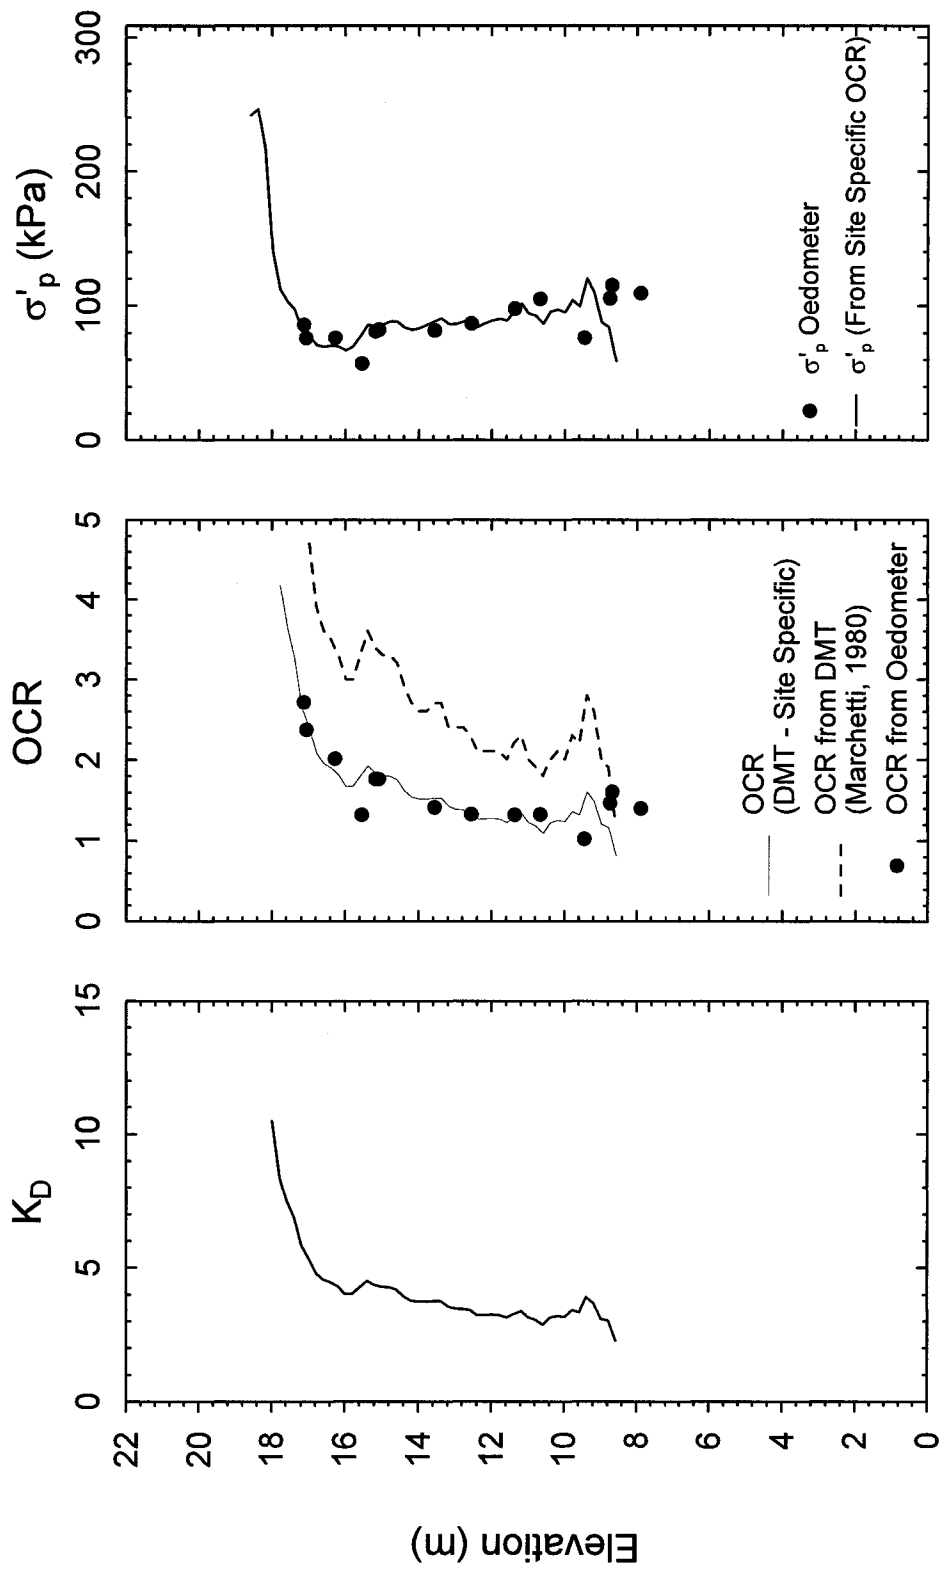 K_D
0 5 10 15
OCR
0 1 2 3 4 5
σ'_p (kPa)
0 100 200 300
Elevation (m)
22
20
18
16
14
12
10
8
6
4
2
0
OCR
(DMT - Site Specific)
OCR from DMT
(Marchetti, 1980)
OCR from Oedometer
σ'_p Oedometer
σ'_p (From Site Specific OCR)